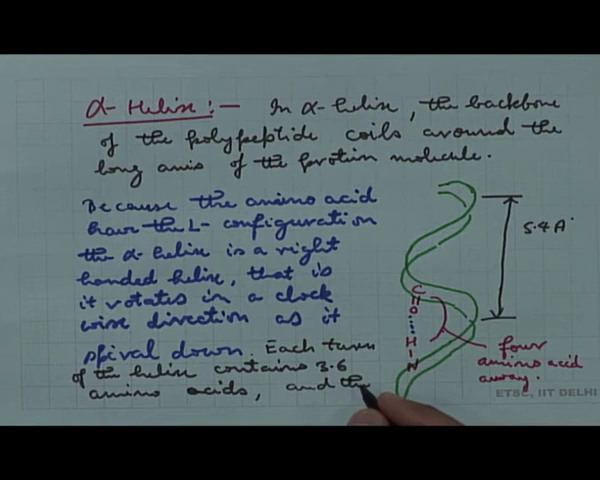 α- Helix :-  In α-helix, the backbone
of the polypeptide coils around the
long axis of the protein molecule.
Because the amino acid
have the L- configuration
the α-helix is a right
handed helix, that is
it rotates in a clock
wise direction as it
spiral down. Each turn
of the helix contains 3.6
amino acids, and the
5.4 A°
C
O
H
N
four
amino acid
away.
ETSC, IIT DELHI